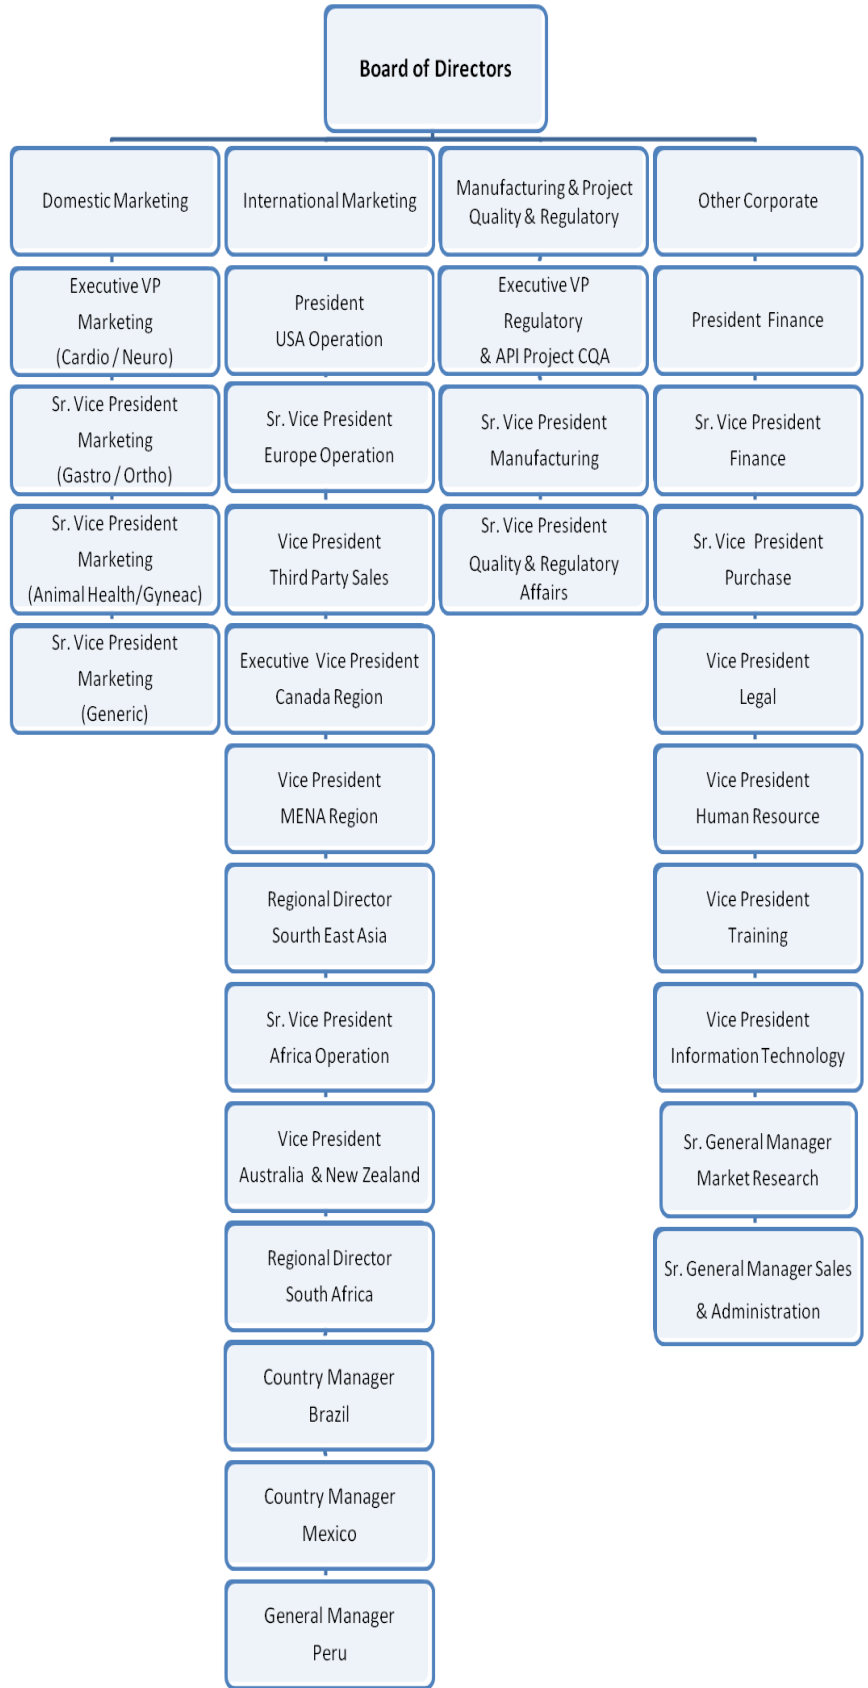 Board of Directors
Domestic Marketing
Executive VP
Marketing
(Cardio / Neuro)
Sr. Vice President
Marketing
(Gastro / Ortho)
Sr. Vice President
Marketing
(Animal Health/Gyneac)
Sr. Vice President
Marketing
(Generic)
International Marketing
President
USA Operation
Sr. Vice President
Europe Operation
Vice President
Third Party Sales
Executive Vice President
Canada Region
Vice President
MENA Region
Regional Director
Sourth East Asia
Sr. Vice President
Africa Operation
Vice President
Australia & New Zealand
Regional Director
South Africa
Country Manager
Brazil
Country Manager
Mexico
General Manager
Peru
Manufacturing & Project
Quality & Regulatory
Executive VP
Regulatory
& API Project CQA
Sr. Vice President
Manufacturing
Sr. Vice President
Quality & Regulatory
Affairs
Other Corporate
President Finance
Sr. Vice President
Finance
Sr. Vice President
Purchase
Vice President
Legal
Vice President
Human Resource
Vice President
Training
Vice President
Information Technology
Sr. General Manager
Market Research
Sr. General Manager Sales
& Administration